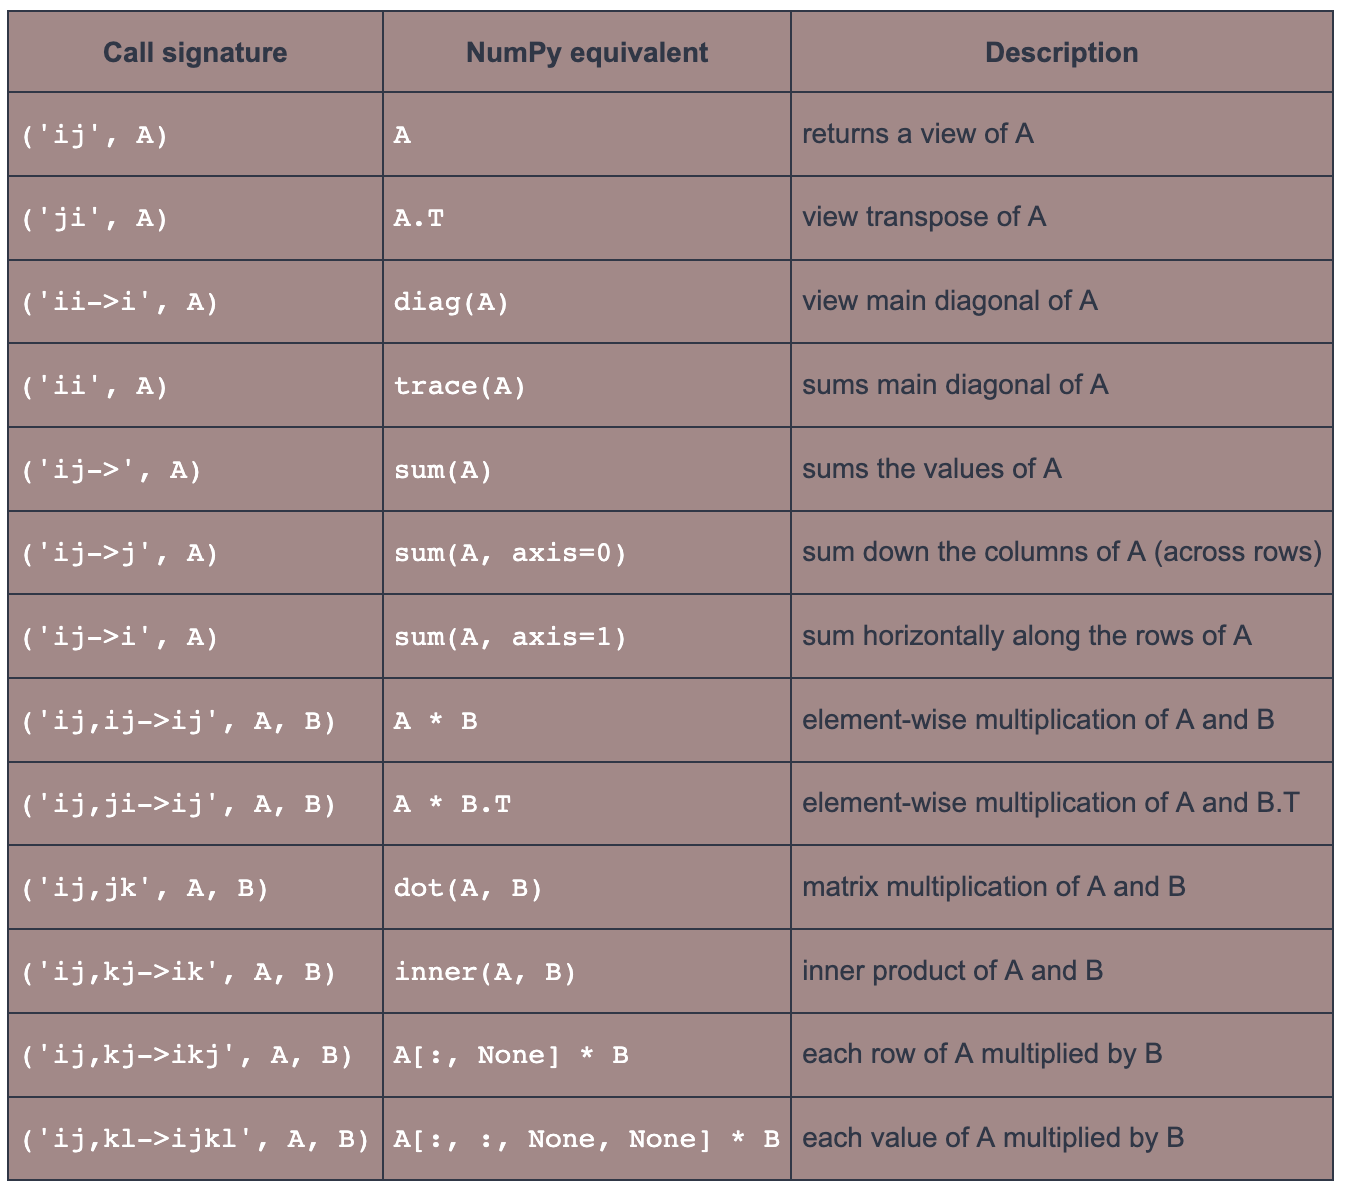 Call signature NumPy equivalent Description
('ij', A) A returns a view of A
('ji', A) A.T view transpose of A
('ii->i', A) diag(A) view main diagonal of A
('ii', A) trace(A) sums main diagonal of A
('ij->', A) sum(A) sums the values of A
('ij->j', A) sum(A, axis=0) sum down the columns of A (across rows)
('ij->i', A) sum(A, axis=1) sum horizontally along the rows of A
('ij,ij->ij', A, B) A * B element-wise multiplication of A and B
('ij,ji->ij', A, B) A * B.T element-wise multiplication of A and B.T
('ij,jk', A, B) dot(A, B) matrix multiplication of A and B
('ij,kj->ik', A, B) inner(A, B) inner product of A and B
('ij,kj->ikj', A, B) A[:, None] * B each row of A multiplied by B
('ij,kl->ijkl', A, B) A[:, :, None, None] * B each value of A multiplied by B